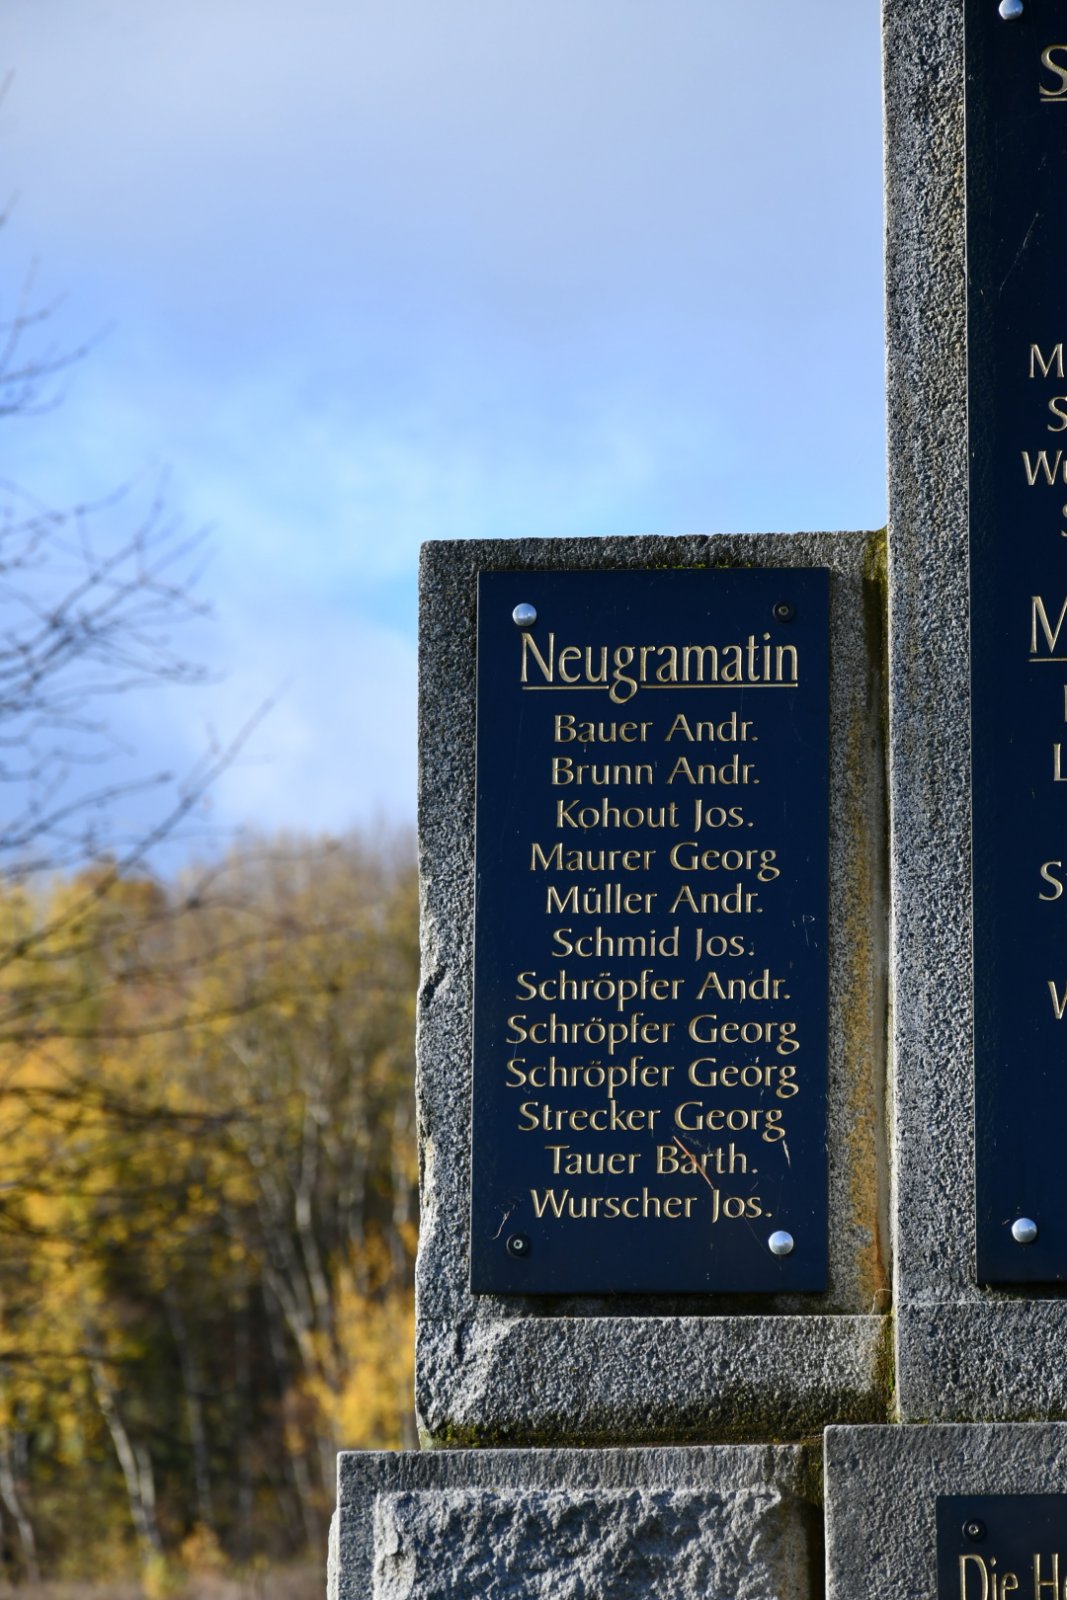 Neugramatin
Bauer Andr.
Brunn Andr.
Kohout Jos.
Maurer Georg
Müller Andr.
Schmid Jos.
Schröpfer Andr.
Schröpfer Georg
Schröpfer Georg
Strecker Georg
Tauer Barth.
Wurscher Jos.
Die